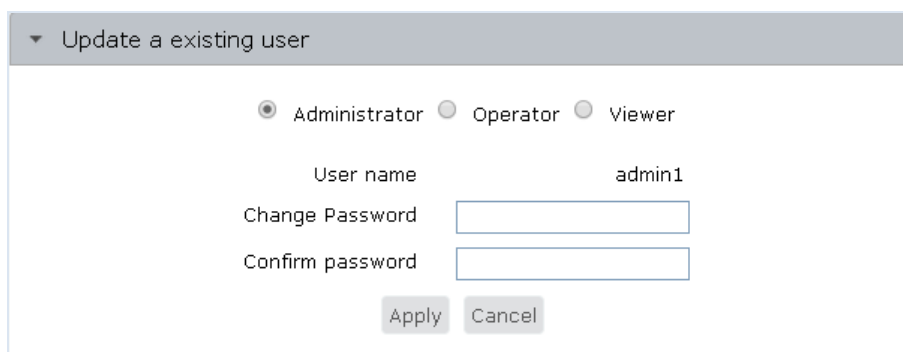 Update a existing user
Administrator Operator Viewer
User name admin1
Change Password
Confirm password
Apply Cancel